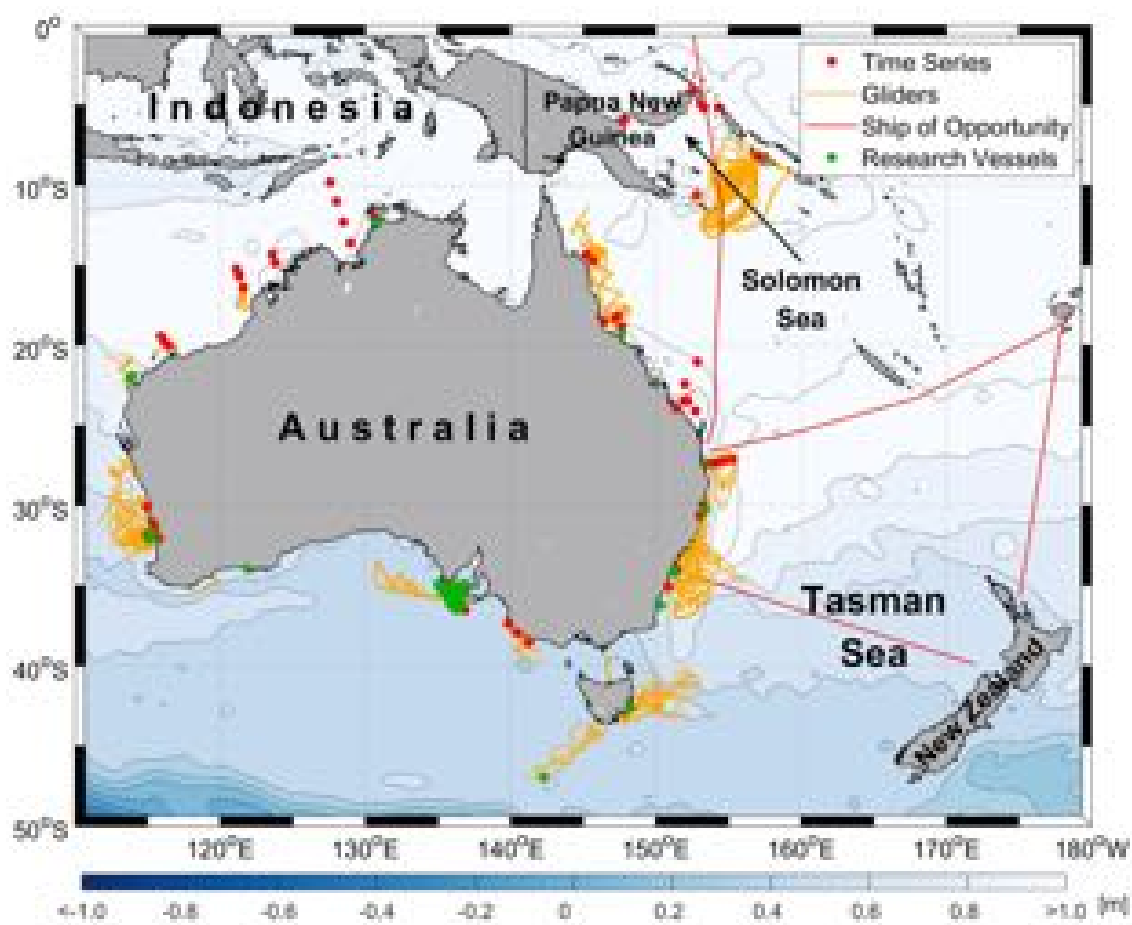 0°
10°S
20°S
30°S
40°S
50°S
Time Series
Gliders
Ship of Opportunity
Research Vessels
Indonesia
Pappa New
Guinea
Solomon
Sea
Australia
Tasman
Sea
New Zealand
120°E 130°E 140°E 150°E 160°E 170°E 180°W
<-1.0 -0.8 -0.6 -0.4 -0.2 0 0.2 0.4 0.6 0.8 >1.0 [m]